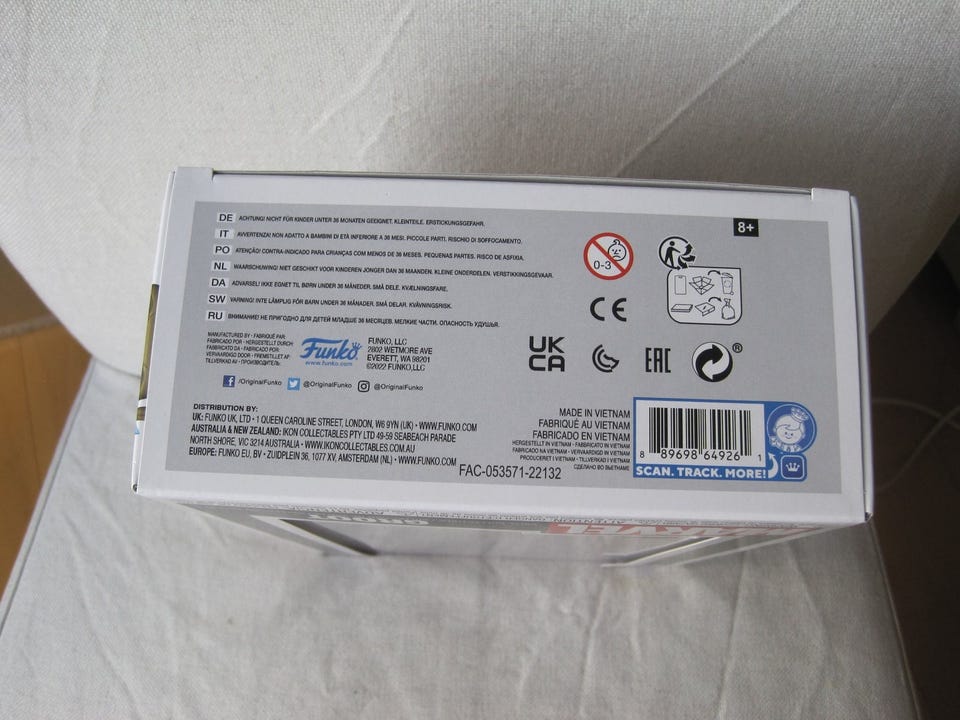 8+
DE ACHTUNG! NICHT FÜR KINDER UNTER 36 MONATEN GEEIGNET. KLEINTEILE. ERSTICKUNGSGEFAHR.
IT AVVERTENZA! NON ADATTO A BAMBINI DI ETÀ INFERIORE A 36 MESI. PICCOLE PARTI. RISCHIO DI SOFFOCAMENTO.
PO ATENÇÃO! CONTRA-INDICADO PARA CRIANÇAS COM MENOS DE 36 MESES. PEQUENAS PARTES. RISCO DE ASFIXIA.
NL WAARSCHUWING! NIET GESCHIKT VOOR KINDEREN JONGER DAN 36 MAANDEN. KLEINE ONDERDELEN. VERSTIKKINGSGEVAAR.
DA ADVARSEL! IKKE EGNET TIL BØRN UNDER 36 MÅNEDER. SMÅ DELE. KVÆLNINGSFARE.
SW VARNING! INTE LÄMPLIG FÖR BARN UNDER 36 MÅNADER. SMÅ DELAR. KVÄVNINGSRISK.
RU ВНИМАНИЕ! НЕ ПРИГОДНО ДЛЯ ДЕТЕЙ МЛАДШЕ 36 МЕСЯЦЕВ. МЕЛКИЕ ЧАСТИ. ОПАСНОСТЬ УДУШЬЯ.
0-3
CE
UK
CA
EAC
®
MANUFACTURED BY • FABRIQUÉ PAR:
FABRICADO POR • HERGESTELLT DURCH:
FABBRICATO DA • FABRICADO POR:
VERVAARDIGD DOOR • FREMSTILLET AF:
TILLVERKAD AV • ПРОИЗВОДИТЕЛЬ:
Funko
www.funko.com
FUNKO, LLC
2802 WETMORE AVE
EVERETT, WA 98201
©2022 FUNKO, LLC
/OriginalFunko @OriginalFunko @OriginalFunko
DISTRIBUTION BY:
UK: FUNKO UK, LTD • 1 QUEEN CAROLINE STREET, LONDON, W6 9YN (UK) • WWW.FUNKO.COM
AUSTRALIA & NEW ZEALAND: IKON COLLECTABLES PTY LTD 49-59 SEABEACH PARADE
NORTH SHORE, VIC 3214 AUSTRALIA • WWW.IKONCOLLECTABLES.COM.AU
EUROPE: FUNKO EU, BV • ZUIDPLEIN 36, 1077 XV, AMSTERDAM (NL) • WWW.FUNKO.COM
FAC-053571-22132
MADE IN VIETNAM
FABRIQUÉ AU VIETNAM
FABRICADO EN VIETNAM
HERGESTELLT IN VIETNAM • FABBRICATO IN VIETNAM
FABRICADO NA VIETNAM • VERVAARDIGD IN VIETNAM
PRODUCERET I VIETNAM • TILLVERKAD I VIETNAM
СДЕЛАНО ВО ВЬЕТНАМЕ
8 89698 64926 1
SCAN. TRACK. MORE!
GROOT
MARVEL